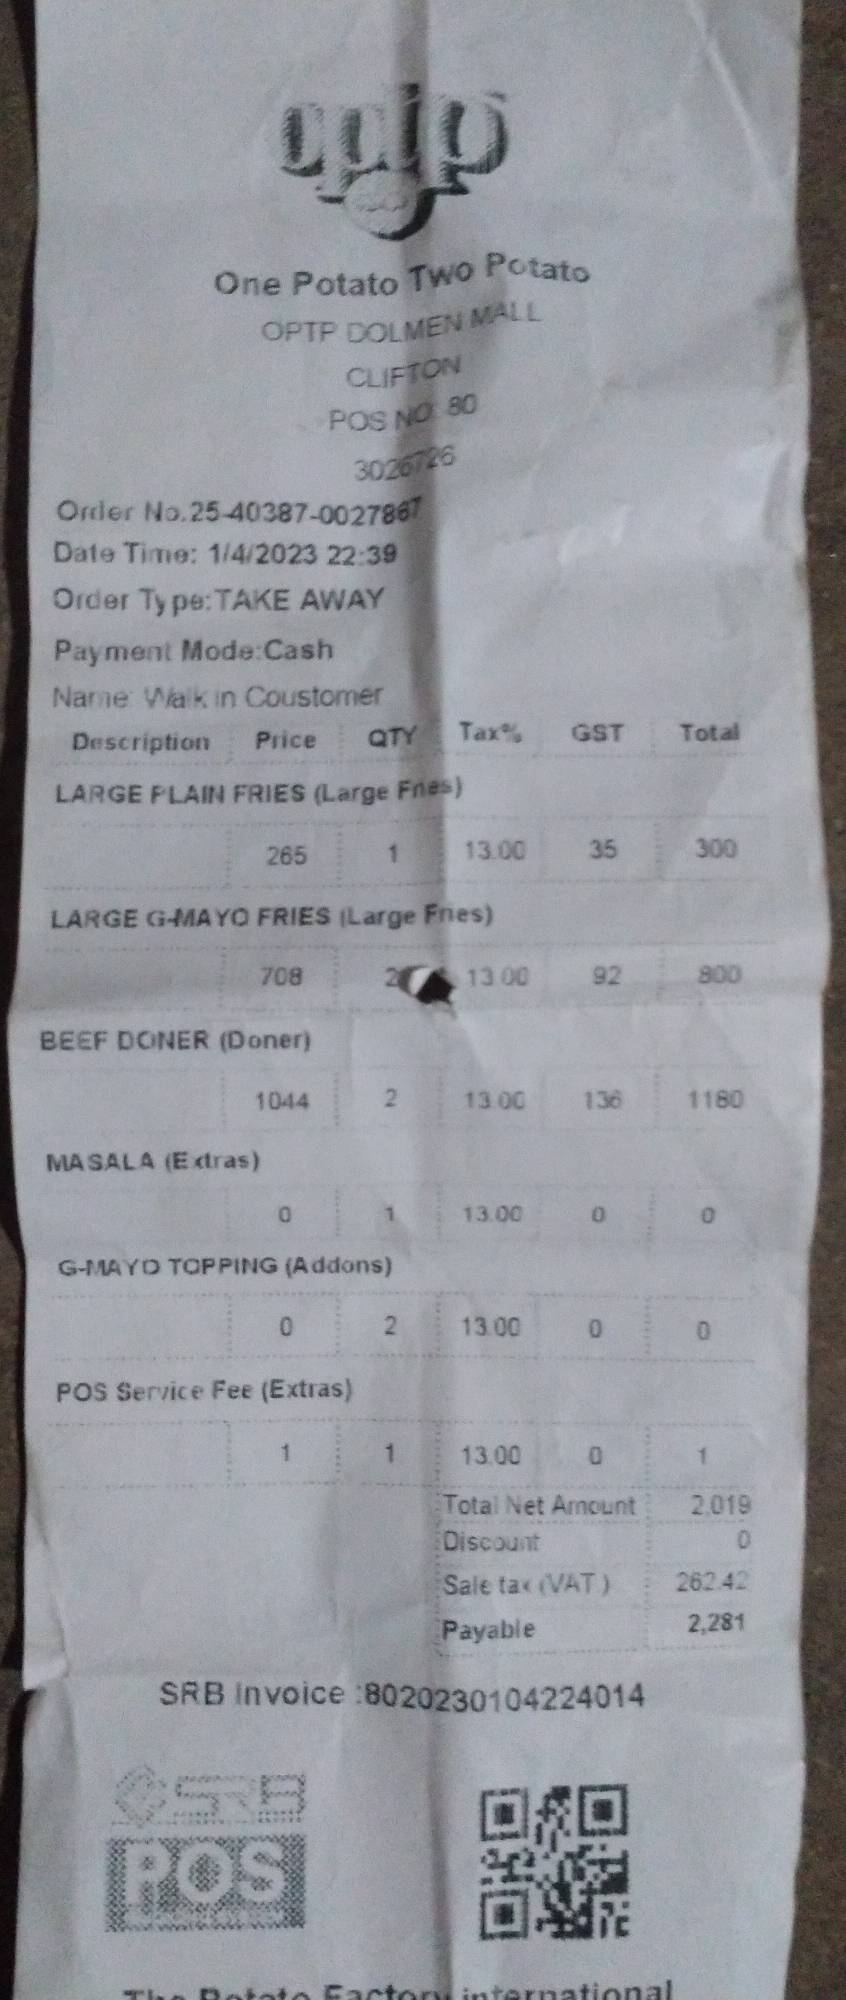 optp
One Potato Two Potato
OPTP DOLMEN MALL
CLIFTON
POS NO: 80
3026726
Order No.25-40387-0027867
Date Time: 1/4/2023 22:39
Order Type:TAKE AWAY
Payment Mode:Cash
Name: Walk in Coustomer
Description Price QTY Tax% GST Total
LARGE PLAIN FRIES (Large Fries)
265 1 13.00 35 300
LARGE G-MAYO FRIES (Large Fries)
708 2 13.00 92 800
BEEF DONER (Doner)
1044 2 13.00 136 1180
MASALA (Extras)
0 1 13.00 0 0
G-MAYO TOPPING (Addons)
0 2 13.00 0 0
POS Service Fee (Extras)
1 1 13.00 0 1
Total Net Amount 2,019
Discount 0
Sale tax (VAT ) 262.42
Payable 2,281
SRB Invoice :8020230104224014
SRB
POS
The Potato Factory international